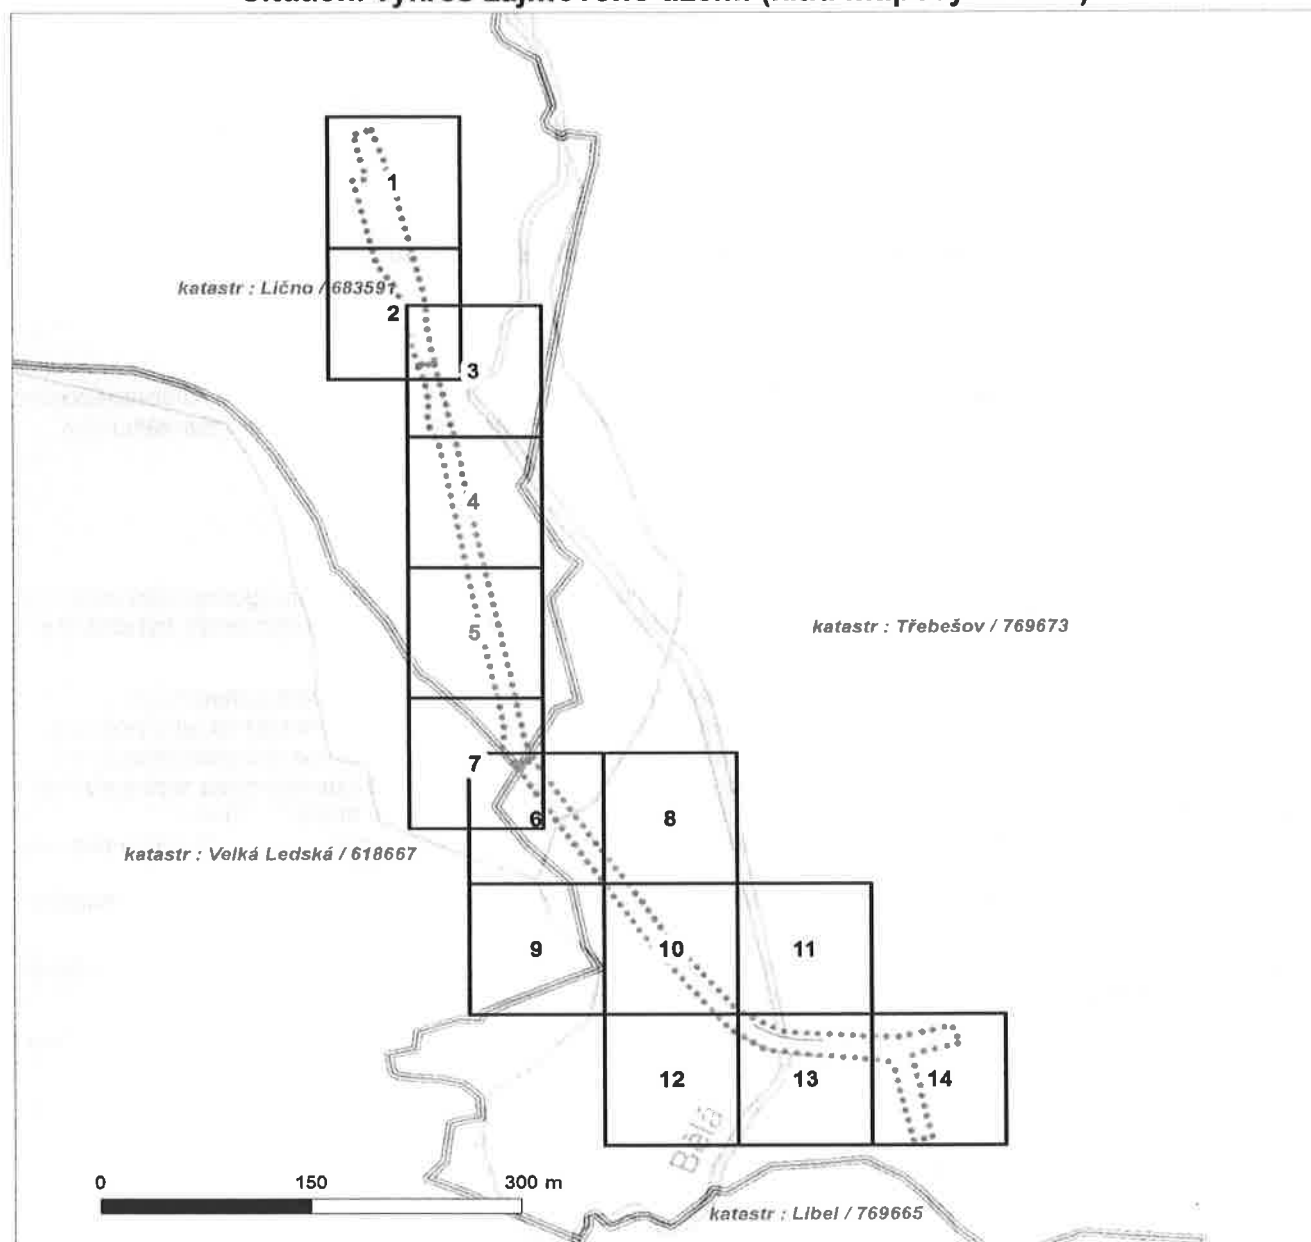 1
katastr : Lično / 683591
2
3
4
5
katastr : Třebešov / 769673
7
6
8
katastr : Velká Ledská / 618667
9
10
11
12
13
14
Bělá
0 150 300 m
katastr : Libel / 769665